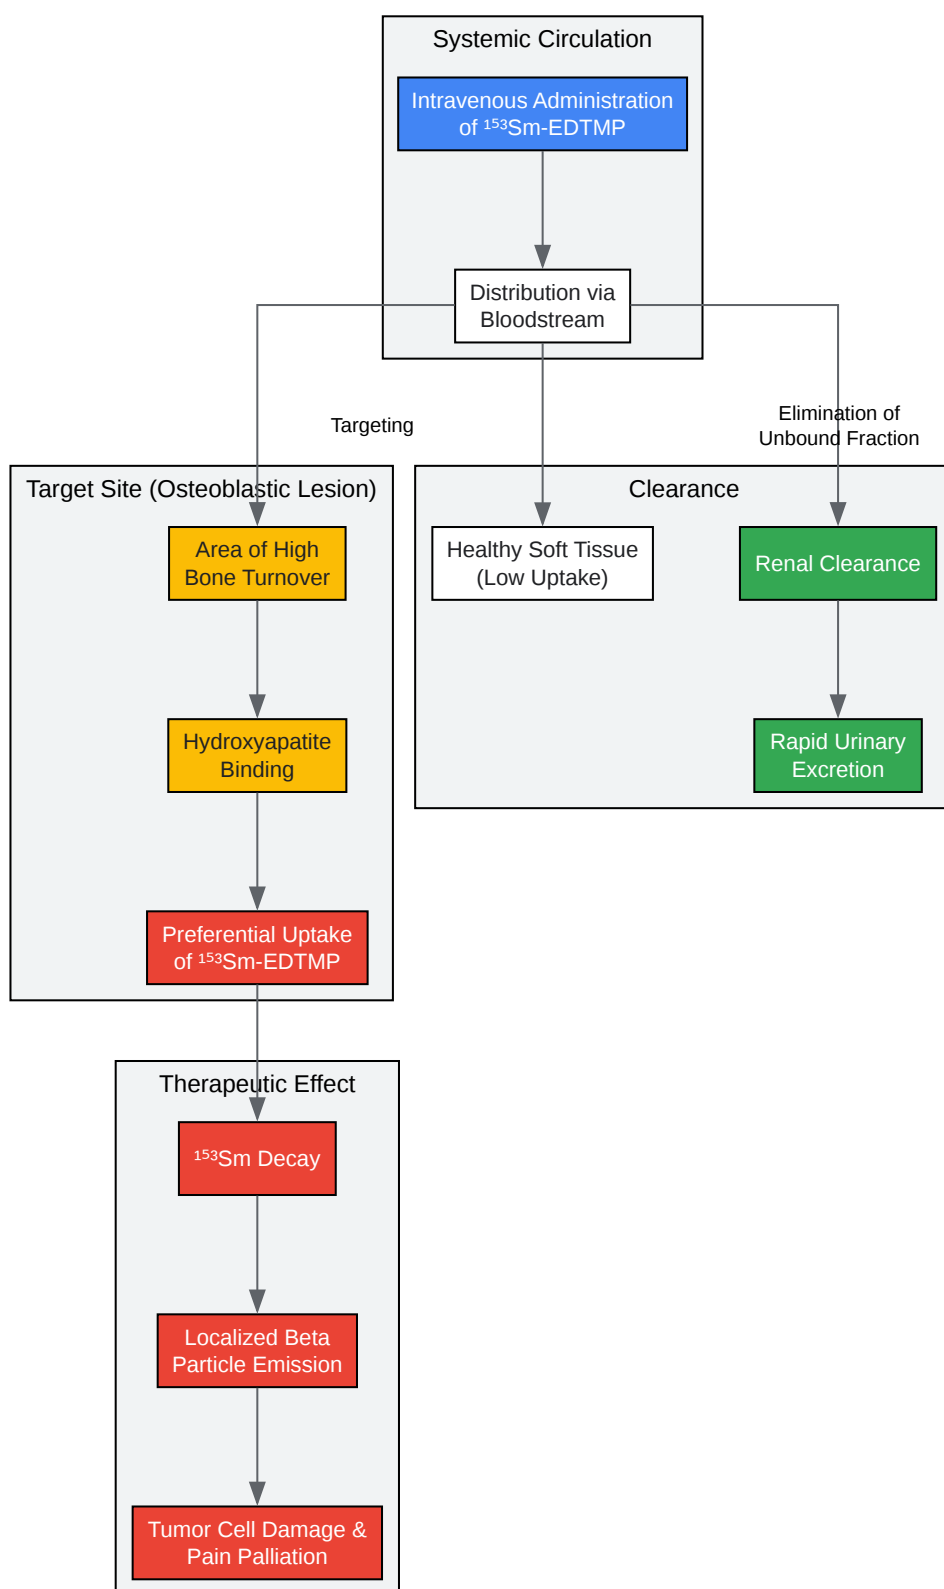 Systemic Circulation
Intravenous Administration
of ¹⁵³Sm-EDTMP
Distribution via
Bloodstream
Targeting
Elimination of
Unbound Fraction
Target Site (Osteoblastic Lesion)
Area of High
Bone Turnover
Hydroxyapatite
Binding
Preferential Uptake
of ¹⁵³Sm-EDTMP
Clearance
Healthy Soft Tissue
(Low Uptake)
Renal Clearance
Rapid Urinary
Excretion
Therapeutic Effect
¹⁵³Sm Decay
Localized Beta
Particle Emission
Tumor Cell Damage &
Pain Palliation